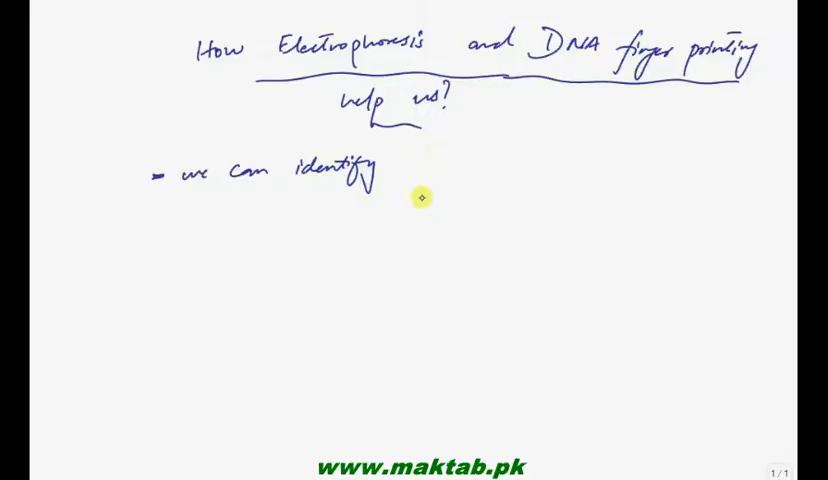 How Electrophoresis and DNA finger printing
help us?
- we can identify
www.maktab.pk
1/1